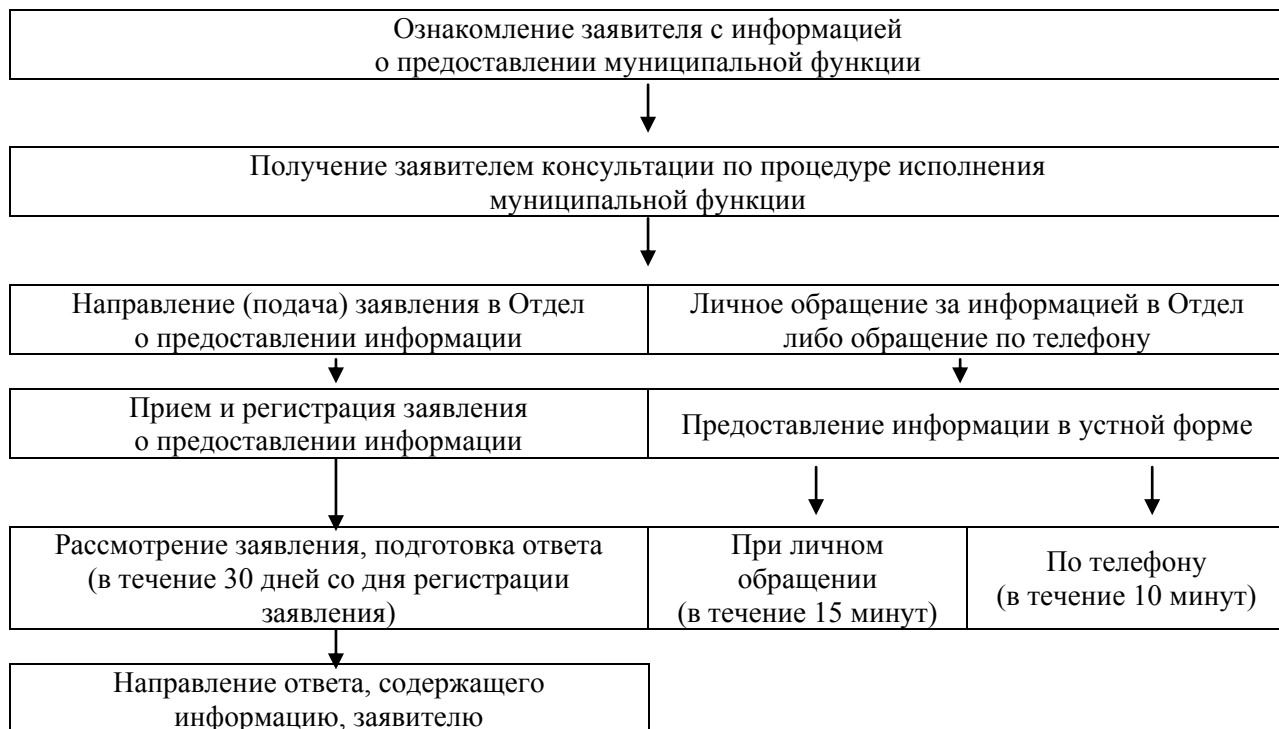 Ознакомление заявителя с информацией
о предоставлении муниципальной функции
Получение заявителем консультации по процедуре исполнения
муниципальной функции
Направление (подача) заявления в Отдел
о предоставлении информации
Личное обращение за информацией в Отдел
либо обращение по телефону
Прием и регистрация заявления
о предоставлении информации
Предоставление информации в устной форме
Рассмотрение заявления, подготовка ответа
(в течение 30 дней со дня регистрации
заявления)
При личном
обращении
(в течение 15 минут)
По телефону
(в течение 10 минут)
Направление ответа, содержащего
информацию, заявителю